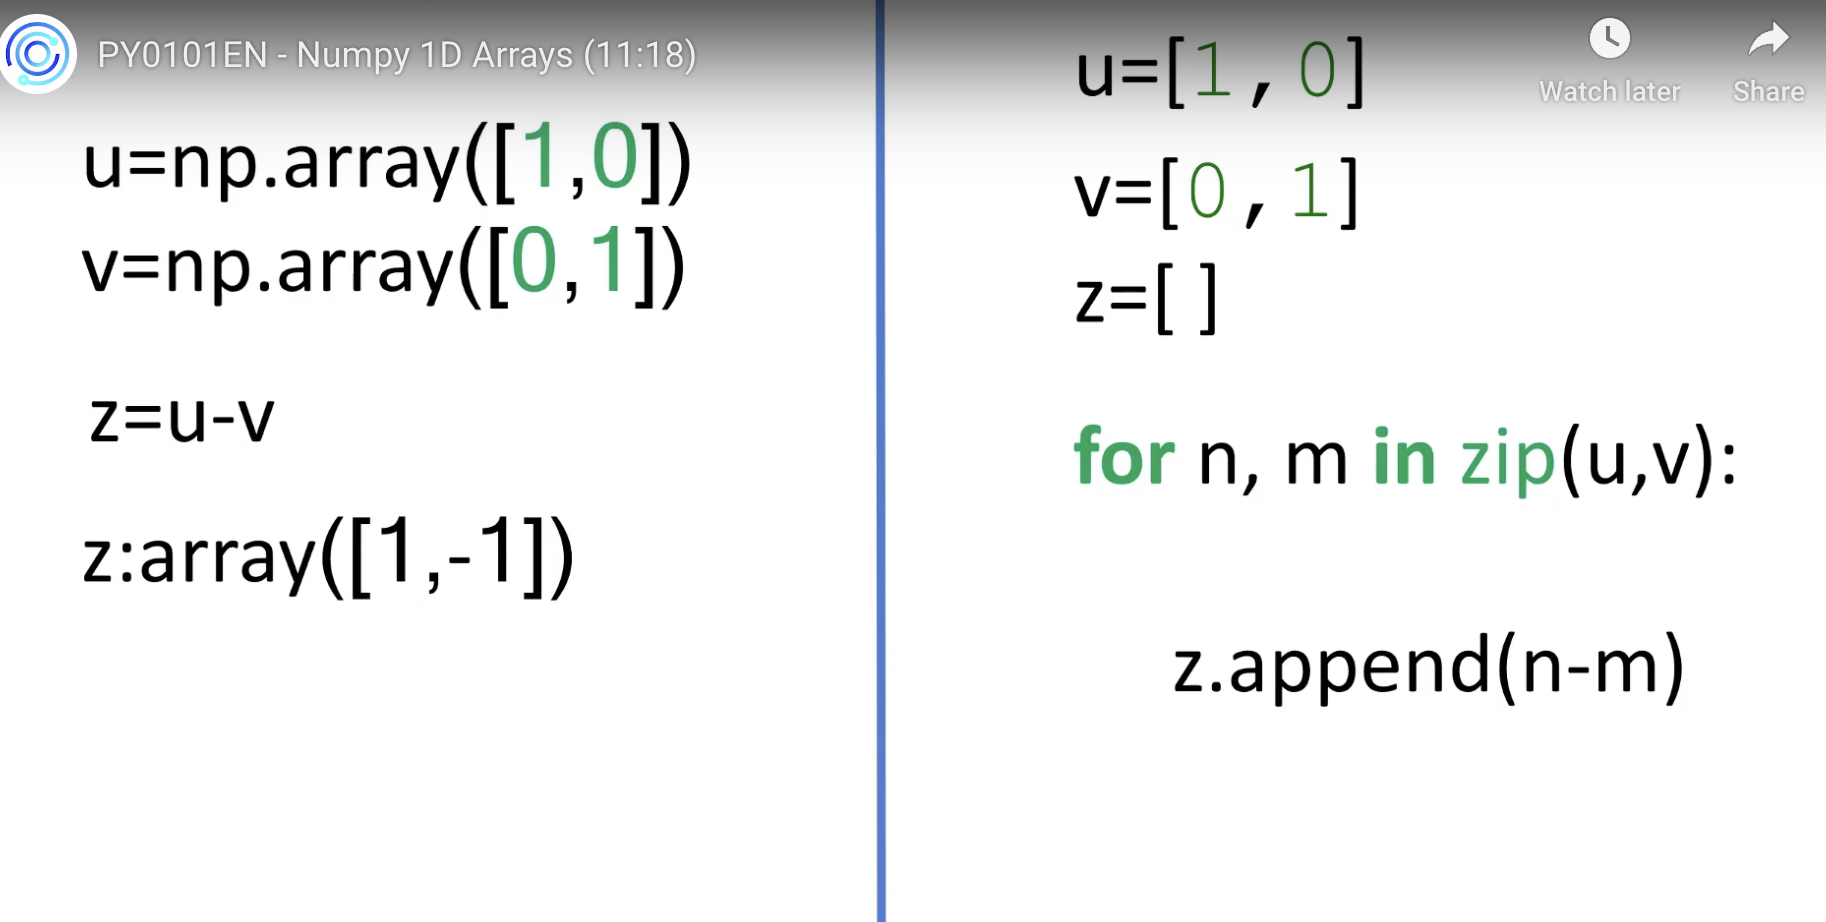 PY0101EN - Numpy 1D Arrays (11:18)
Watch later
Share
u=np.array([1,0])
v=np.array([0,1])
z=u-v
z:array([1,-1])
u=[1,0]
v=[0,1]
z=[ ]
for n, m in zip(u,v):
z.append(n-m)